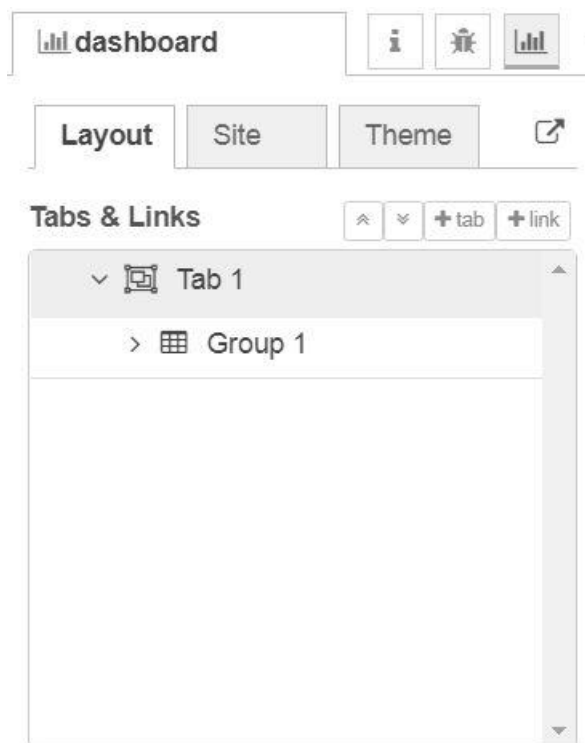 dashboard
Layout Site Theme
Tabs & Links +tab +link
Tab 1
Group 1